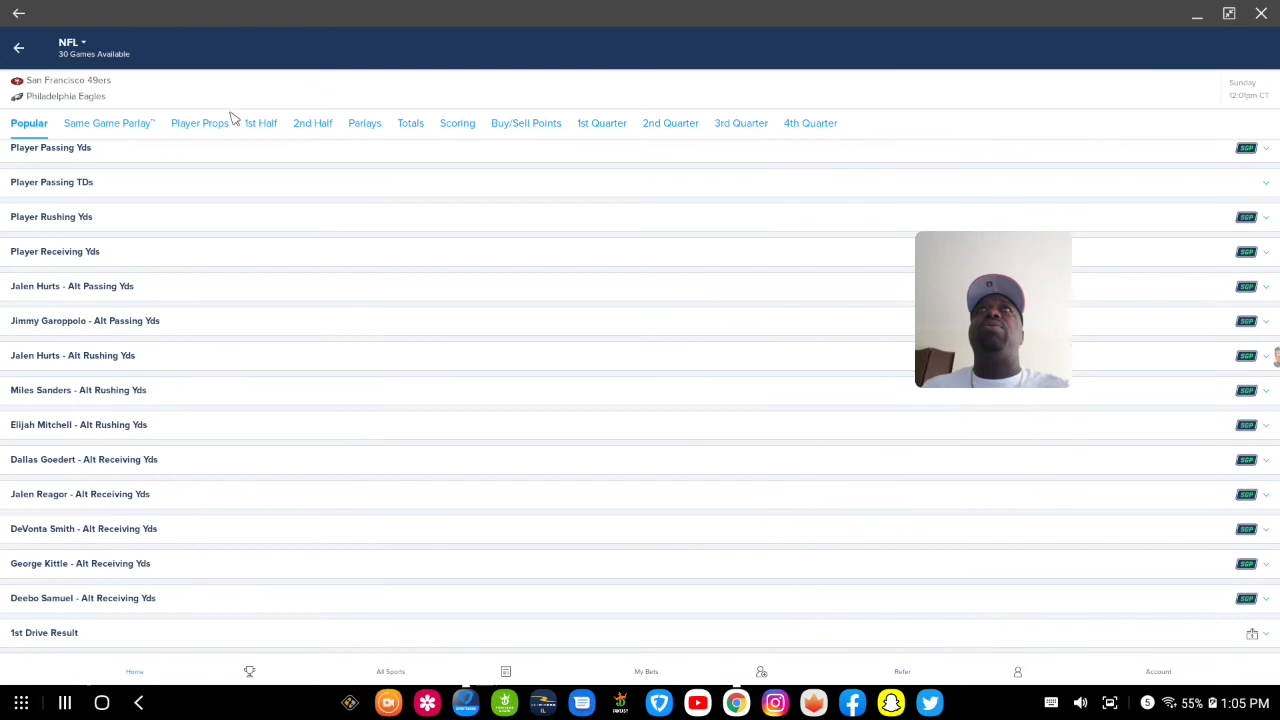 NFL
30 Games Available
San Francisco 49ers
Philadelphia Eagles
Sunday
12:01pm CT
Popular Same Game Parlay™ Player Props 1st Half 2nd Half Parlays Totals Scoring Buy/Sell Points 1st Quarter 2nd Quarter 3rd Quarter 4th Quarter
Player Passing Yds SGP
Player Passing TDs
Player Rushing Yds SGP
Player Receiving Yds SGP
Jalen Hurts - Alt Passing Yds SGP
Jimmy Garoppolo - Alt Passing Yds SGP
Jalen Hurts - Alt Rushing Yds SGP
Miles Sanders - Alt Rushing Yds SGP
Elijah Mitchell - Alt Rushing Yds SGP
Dallas Goedert - Alt Receiving Yds SGP
Jalen Reagor - Alt Receiving Yds SGP
DeVonta Smith - Alt Receiving Yds SGP
George Kittle - Alt Receiving Yds SGP
Deebo Samuel - Alt Receiving Yds SGP
1st Drive Result
Home All Sports My Bets Refer Account
5 55% 1:05 PM